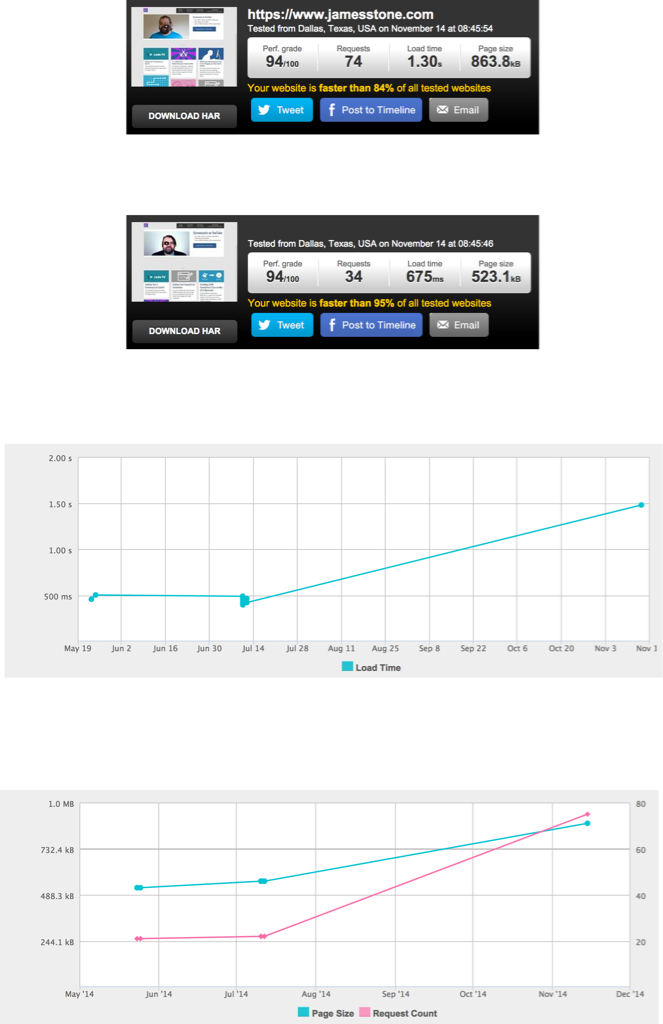 https://www.jamesstone.com
Tested from Dallas, Texas, USA on November 14 at 08:45:54
Perf. grade Requests Load time Page size
94/100 74 1.30s 863.8kB
Your website is faster than 84% of all tested websites
DOWNLOAD HAR Tweet Post to Timeline Email
Tested from Dallas, Texas, USA on November 14 at 08:45:46
Perf. grade Requests Load time Page size
94/100 34 675ms 523.1kB
Your website is faster than 95% of all tested websites
DOWNLOAD HAR Tweet Post to Timeline Email
2.00 s
1.50 s
1.00 s
500 ms
May 19 Jun 2 Jun 16 Jun 30 Jul 14 Jul 28 Aug 11 Aug 25 Sep 8 Sep 22 Oct 6 Oct 20 Nov 3 Nov 1
Load Time
1.0 MB 80
732.4 kB 60
488.3 kB 40
244.1 kB 20
May '14 Jun '14 Jul '14 Aug '14 Sep '14 Oct '14 Nov '14 Dec '14
Page Size Request Count